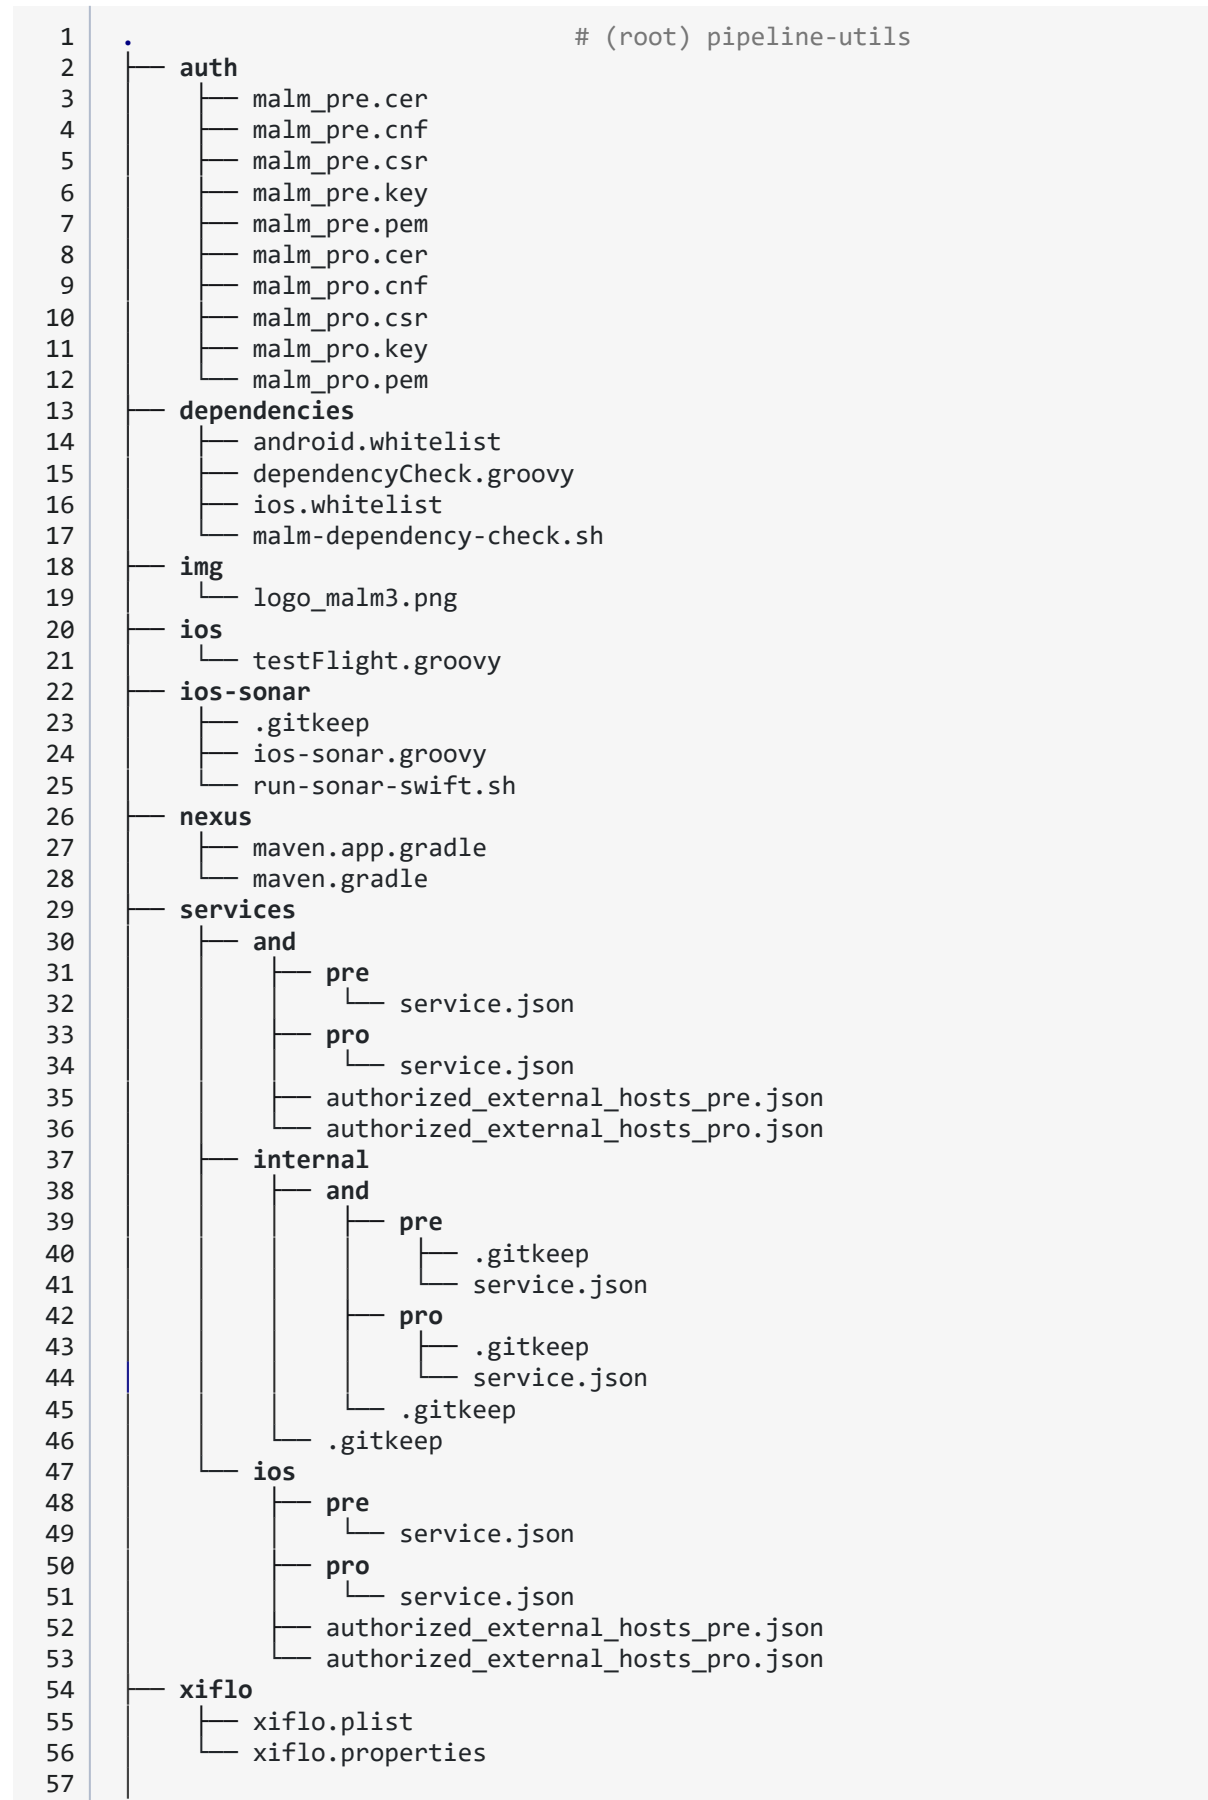 1 . # (root) pipeline-utils
2 ├── auth
3 │   ├── malm_pre.cer
4 │   ├── malm_pre.cnf
5 │   ├── malm_pre.csr
6 │   ├── malm_pre.key
7 │   ├── malm_pre.pem
8 │   ├── malm_pro.cer
9 │   ├── malm_pro.cnf
10 │   ├── malm_pro.csr
11 │   ├── malm_pro.key
12 │   └── malm_pro.pem
13 ├── dependencies
14 │   ├── android.whitelist
15 │   ├── dependencyCheck.groovy
16 │   ├── ios.whitelist
17 │   └── malm-dependency-check.sh
18 ├── img
19 │   └── logo_malm3.png
20 ├── ios
21 │   └── testFlight.groovy
22 ├── ios-sonar
23 │   ├── .gitkeep
24 │   ├── ios-sonar.groovy
25 │   └── run-sonar-swift.sh
26 ├── nexus
27 │   ├── maven.app.gradle
28 │   └── maven.gradle
29 ├── services
30 │   ├── and
31 │   │   ├── pre
32 │   │   │   └── service.json
33 │   │   ├── pro
34 │   │   │   └── service.json
35 │   │   ├── authorized_external_hosts_pre.json
36 │   │   └── authorized_external_hosts_pro.json
37 │   ├── internal
38 │   │   ├── and
39 │   │   │   ├── pre
40 │   │   │   │   ├── .gitkeep
41 │   │   │   │   └── service.json
42 │   │   │   ├── pro
43 │   │   │   │   ├── .gitkeep
44 │   │   │   │   └── service.json
45 │   │   │   └── .gitkeep
46 │   │   └── .gitkeep
47 │   └── ios
48 │       ├── pre
49 │       │   └── service.json
50 │       ├── pro
51 │       │   └── service.json
52 │       ├── authorized_external_hosts_pre.json
53 │       └── authorized_external_hosts_pro.json
54 ├── xiflo
55 │   ├── xiflo.plist
56 │   └── xiflo.properties
57 │